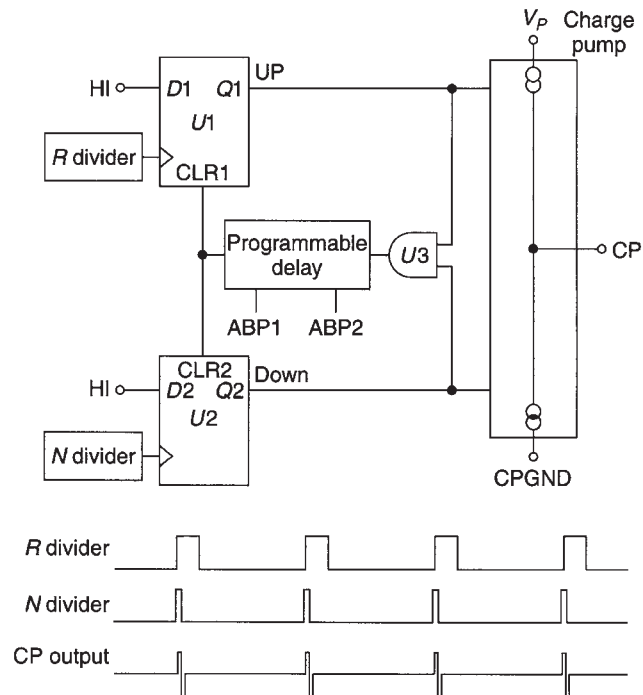 V_P
Charge
pump
HI
D1
Q1
UP
U1
R divider
CLR1
Programmable
delay
U3
CP
ABP1
ABP2
CLR2
Down
HI
D2
Q2
U2
N divider
CPGND
R divider
N divider
CP output